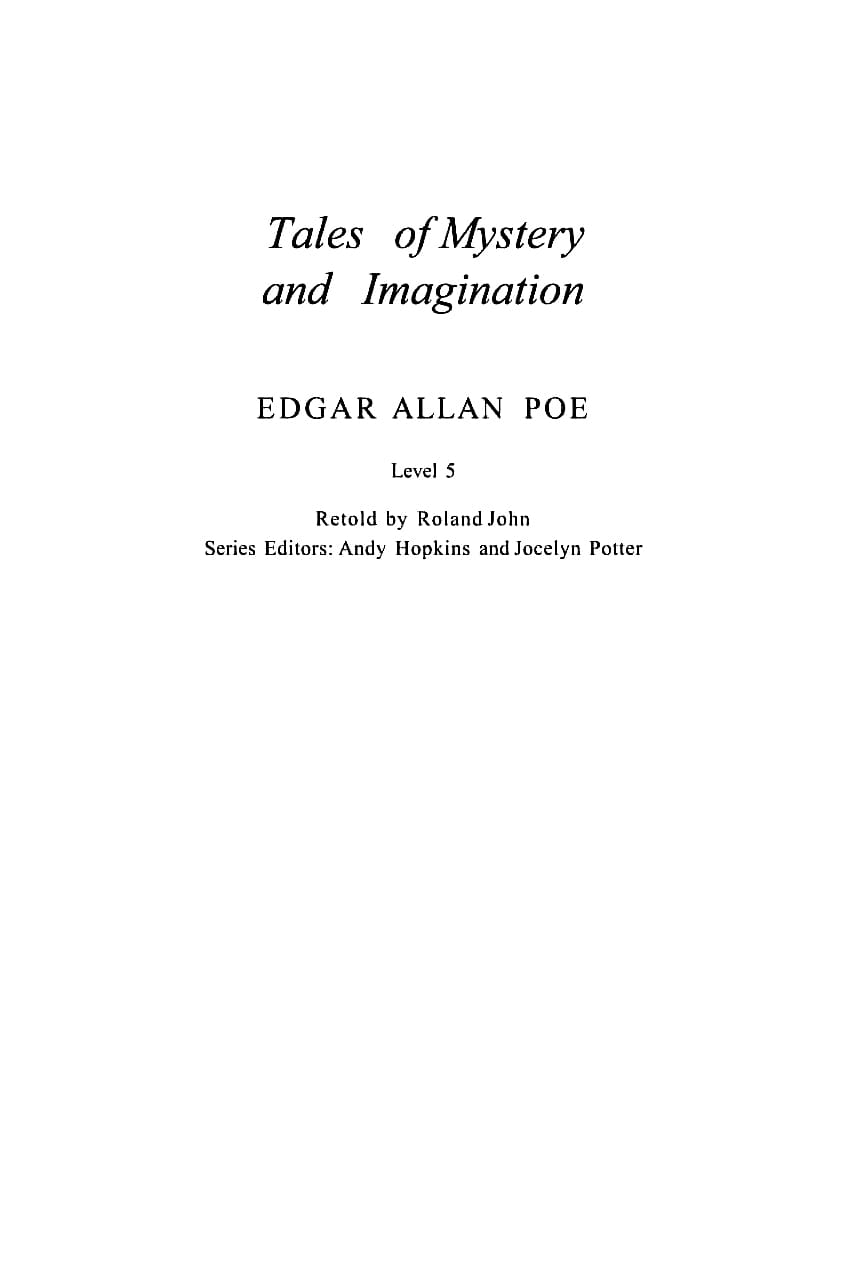 Tales of Mystery
and Imagination
EDGAR ALLAN POE
Level 5
Retold by Roland John
Series Editors: Andy Hopkins and Jocelyn Potter